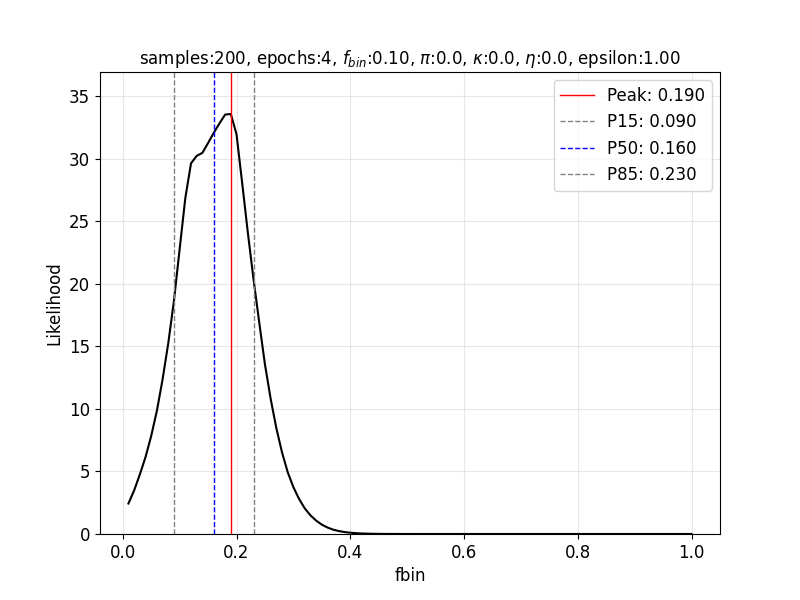 samples:200, epochs:4, $f_{bin}$:0.10, π:0.0, κ:0.0, η:0.0, epsilon:1.00
Peak: 0.190
P15: 0.090
P50: 0.160
P85: 0.230
Likelihood
35
30
25
20
15
10
5
0
0.0 0.2 0.4 0.6 0.8 1.0
fbin